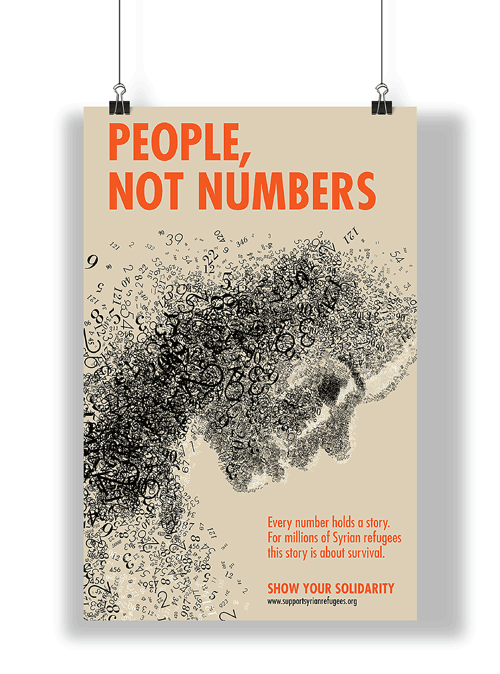 PEOPLE,
NOT NUMBERS
Every number holds a story.
For millions of Syrian refugees
this story is about survival.
SHOW YOUR SOLIDARITY
www.supportsyrianrefugees.org